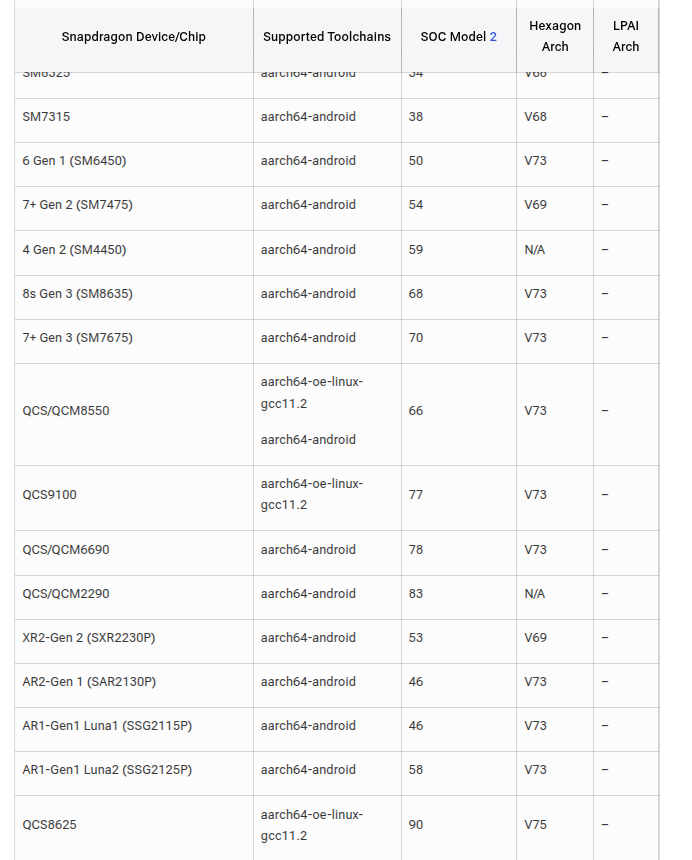 Snapdragon Device/Chip Supported Toolchains SOC Model 2 Hexagon Arch LPAI Arch
SM6325 aarch64-android 34 V68 –
SM7315 aarch64-android 38 V68 –
6 Gen 1 (SM6450) aarch64-android 50 V73 –
7+ Gen 2 (SM7475) aarch64-android 54 V69 –
4 Gen 2 (SM4450) aarch64-android 59 N/A –
8s Gen 3 (SM8635) aarch64-android 68 V73 –
7+ Gen 3 (SM7675) aarch64-android 70 V73 –
QCS/QCM8550 aarch64-oe-linux-
gcc11.2
aarch64-android 66 V73 –
QCS9100 aarch64-oe-linux-
gcc11.2 77 V73 –
QCS/QCM6690 aarch64-android 78 V73 –
QCS/QCM2290 aarch64-android 83 N/A –
XR2-Gen 2 (SXR2230P) aarch64-android 53 V69 –
AR2-Gen 1 (SAR2130P) aarch64-android 46 V73 –
AR1-Gen1 Luna1 (SSG2115P) aarch64-android 46 V73 –
AR1-Gen1 Luna2 (SSG2125P) aarch64-android 58 V73 –
QCS8625 aarch64-oe-linux-
gcc11.2 90 V75 –